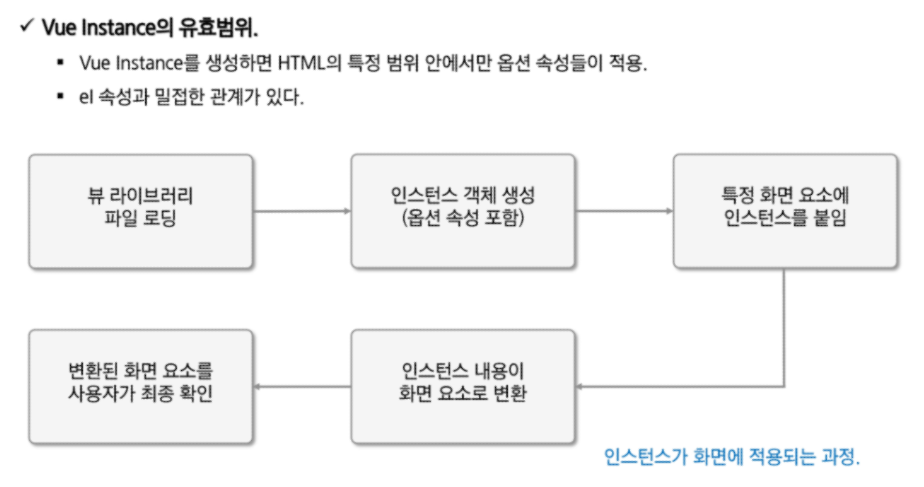 ✓ Vue Instance의 유효범위.
▪ Vue Instance를 생성하면 HTML의 특정 범위 안에서만 옵션 속성들이 적용.
▪ el 속성과 밀접한 관계가 있다.
뷰 라이브러리
파일 로딩
인스턴스 객체 생성
(옵션 속성 포함)
특정 화면 요소에
인스턴스를 붙임
인스턴스 내용이
화면 요소로 변환
변환된 화면 요소를
사용자가 최종 확인
인스턴스가 화면에 적용되는 과정.